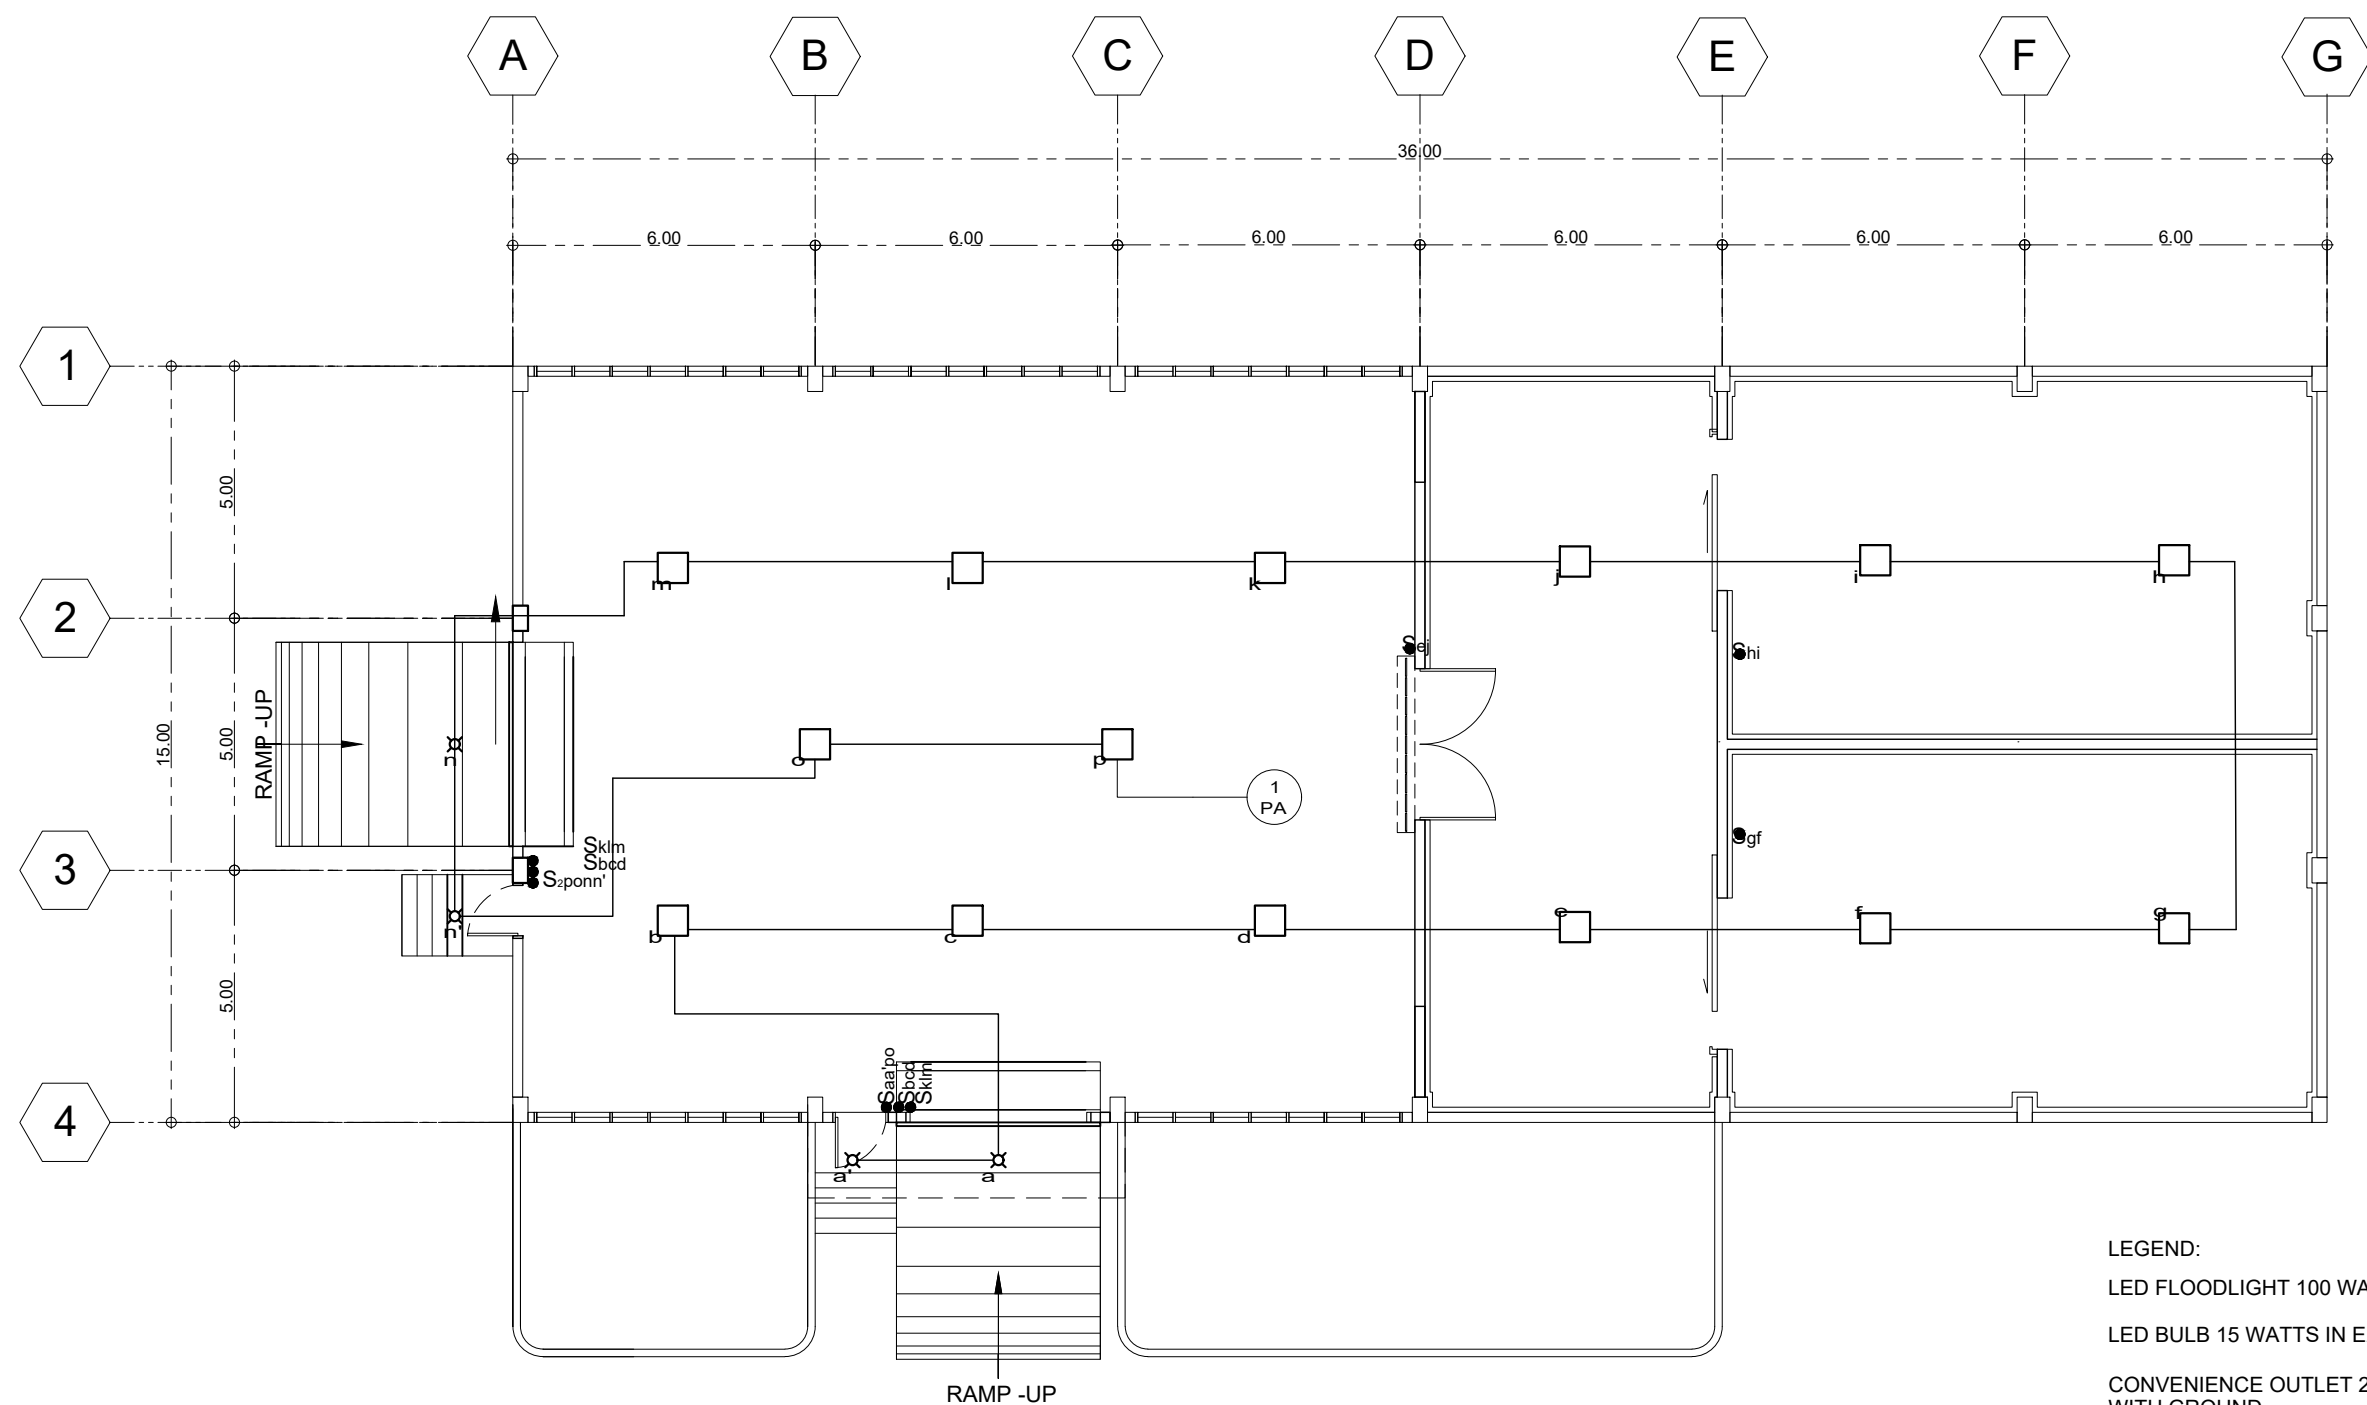 A B C D E F G
36.00
6.00 6.00 6.00 6.00 6.00 6.00
1
2
3
4
5.00
5.00
5.00
15.00
RAMP -UP
m l k j i h
Sej
Shi
n
o p
1
PA
Sgf
Sklm
Sbcd
S2ponn'
n'
b c d e f g
Saa'po
Sbcd
Sklm
a' a
RAMP -UP
LEGEND:
LED FLOODLIGHT 100 WA
LED BULB 15 WATTS IN E
CONVENIENCE OUTLET 2
WITH GROUND